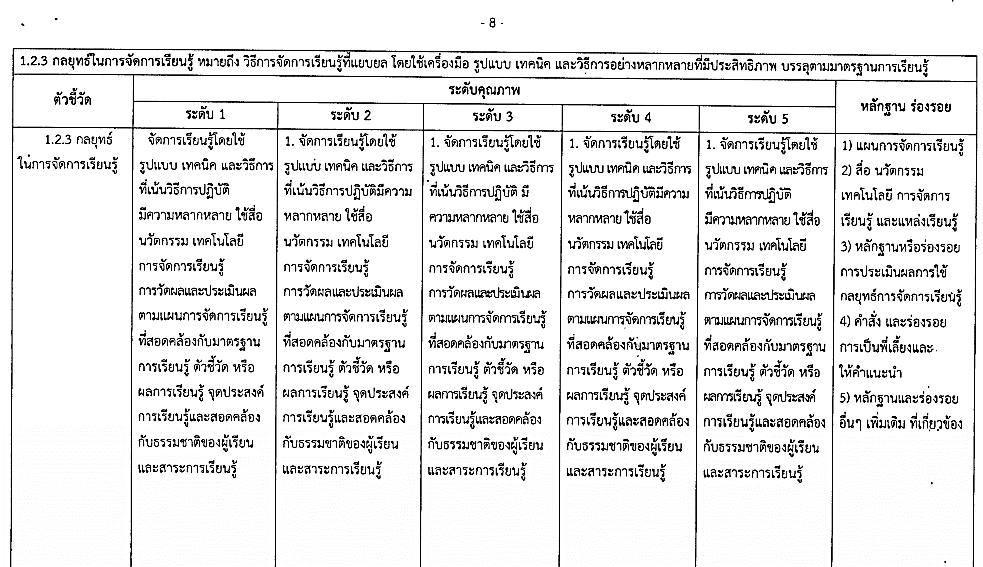 - 8 -
1.2.3 กลยุทธ์ในการจัดการเรียนรู้ หมายถึง วิธีการจัดการเรียนรู้ที่แยบยล โดยใช้เครื่องมือ รูปแบบ เทคนิค และวิธีการอย่างหลากหลายที่มีประสิทธิภาพ บรรลุตามมาตรฐานการเรียนรู้
ตัวชี้วัด
ระดับคุณภาพ
หลักฐาน ร่องรอย
ระดับ 1
ระดับ 2
ระดับ 3
ระดับ 4
ระดับ 5
1.2.3 กลยุทธ์
ในการจัดการเรียนรู้
จัดการเรียนรู้โดยใช้
รูปแบบ เทคนิค และวิธีการ
ที่เน้นวิธีการปฏิบัติ
มีความหลากหลาย ใช้สื่อ
นวัตกรรม เทคโนโลยี
การจัดการเรียนรู้
การวัดผลและประเมินผล
ตามแผนการจัดการเรียนรู้
ที่สอดคล้องกับมาตรฐาน
การเรียนรู้ ตัวชี้วัด หรือ
ผลการเรียนรู้ จุดประสงค์
การเรียนรู้และสอดคล้อง
กับธรรมชาติของผู้เรียน
และสาระการเรียนรู้
1. จัดการเรียนรู้โดยใช้
รูปแบบ เทคนิค และวิธีการ
ที่เน้นวิธีการปฏิบัติมีความ
หลากหลาย ใช้สื่อ
นวัตกรรม เทคโนโลยี
การจัดการเรียนรู้
การวัดผลและประเมินผล
ตามแผนการจัดการเรียนรู้
ที่สอดคล้องกับมาตรฐาน
การเรียนรู้ ตัวชี้วัด หรือ
ผลการเรียนรู้ จุดประสงค์
การเรียนรู้และสอดคล้อง
กับธรรมชาติของผู้เรียน
และสาระการเรียนรู้
1. จัดการเรียนรู้โดยใช้
รูปแบบ เทคนิค และวิธีการ
ที่เน้นวิธีการปฏิบัติ มี
ความหลากหลาย ใช้สื่อ
นวัตกรรม เทคโนโลยี
การจัดการเรียนรู้
การวัดผลและประเมินผล
ตามแผนการจัดการเรียนรู้
ที่สอดคล้องกับมาตรฐาน
การเรียนรู้ ตัวชี้วัด หรือ
ผลการเรียนรู้ จุดประสงค์
การเรียนรู้และสอดคล้อง
กับธรรมชาติของผู้เรียน
และสาระการเรียนรู้
1. จัดการเรียนรู้โดยใช้
รูปแบบ เทคนิค และวิธีการ
ที่เน้นวิธีการปฏิบัติมีความ
หลากหลาย ใช้สื่อ
นวัตกรรม เทคโนโลยี
การจัดการเรียนรู้
การวัดผลและประเมินผล
ตามแผนการจัดการเรียนรู้
ที่สอดคล้องกับมาตรฐาน
การเรียนรู้ ตัวชี้วัด หรือ
ผลการเรียนรู้ จุดประสงค์
การเรียนรู้และสอดคล้อง
กับธรรมชาติของผู้เรียน
และสาระการเรียนรู้
1. จัดการเรียนรู้โดยใช้
รูปแบบ เทคนิค และวิธีการ
ที่เน้นวิธีการปฏิบัติ
มีความหลากหลาย ใช้สื่อ
นวัตกรรม เทคโนโลยี
การจัดการเรียนรู้
การวัดผลและประเมินผล
ตามแผนการจัดการเรียนรู้
ที่สอดคล้องกับมาตรฐาน
การเรียนรู้ ตัวชี้วัด หรือ
ผลการเรียนรู้ จุดประสงค์
การเรียนรู้และสอดคล้อง
กับธรรมชาติของผู้เรียน
และสาระการเรียนรู้
1) แผนการจัดการเรียนรู้
2) สื่อ นวัตกรรม
เทคโนโลยี การจัดการ
เรียนรู้ และแหล่งเรียนรู้
3) หลักฐานหรือร่องรอย
การประเมินผลการใช้
กลยุทธ์การจัดการเรียนรู้
4) คำสั่ง และร่องรอย
การเป็นพี่เลี้ยงและ
ให้คำแนะนำ
5) หลักฐานและร่องรอย
อื่นๆ เพิ่มเติม ที่เกี่ยวข้อง